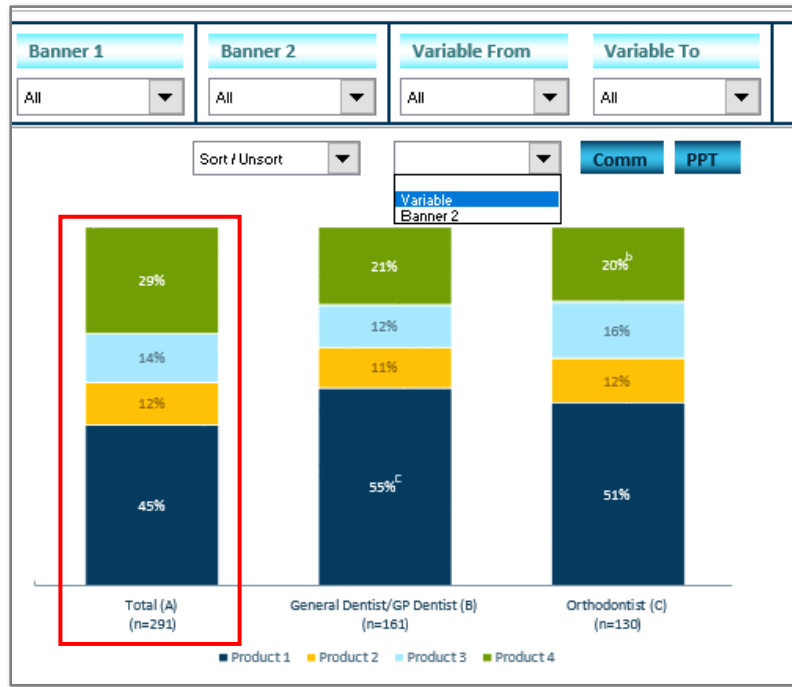 Banner 1 Banner 2 Variable From Variable To
All All All All
Sort / Unsort Comm PPT
Variable
Banner 2
29% 21% 20%b
14% 12% 16%
12% 11% 12%
45% 55%C 51%
Total (A) General Dentist/GP Dentist (B) Orthodontist (C)
(n=291) (n=161) (n=130)
Product 1 Product 2 Product 3 Product 4